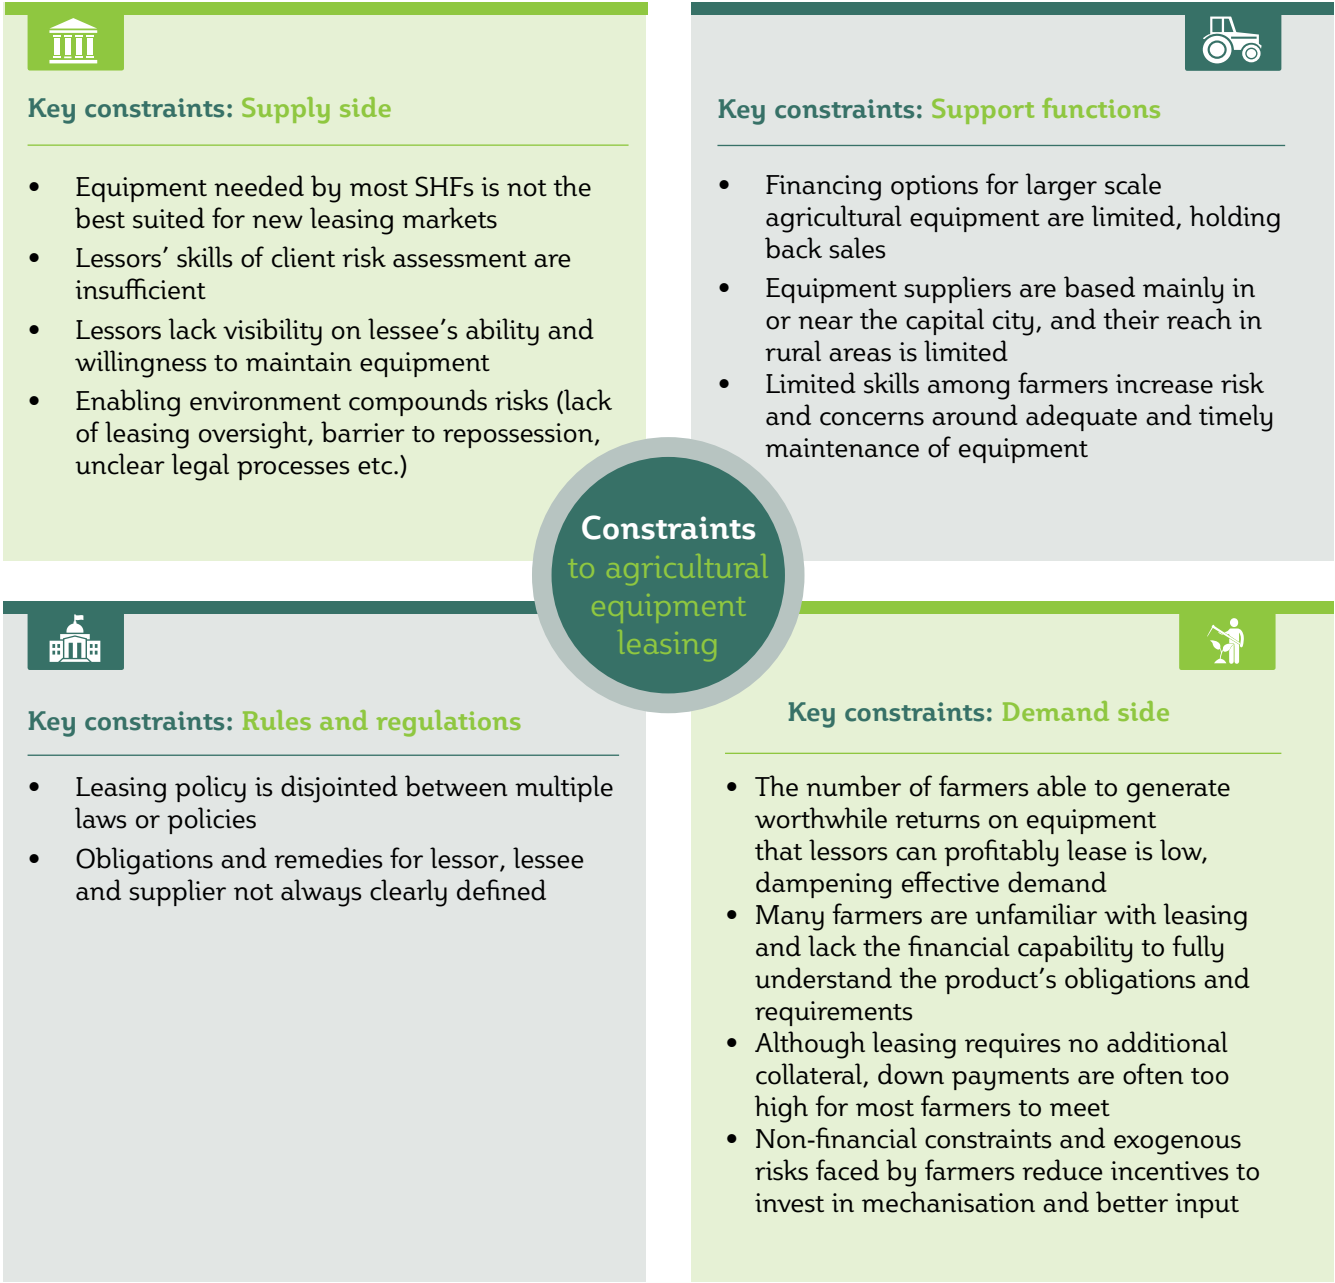 Key constraints: Supply side
• Equipment needed by most SHFs is not the
best suited for new leasing markets
• Lessors’ skills of client risk assessment are
insufficient
• Lessors lack visibility on lessee’s ability and
willingness to maintain equipment
• Enabling environment compounds risks (lack
of leasing oversight, barrier to repossession,
unclear legal processes etc.)
Key constraints: Support functions
• Financing options for larger scale
agricultural equipment are limited, holding
back sales
• Equipment suppliers are based mainly in
or near the capital city, and their reach in
rural areas is limited
• Limited skills among farmers increase risk
and concerns around adequate and timely
maintenance of equipment
Constraints
to agricultural
equipment
leasing
Key constraints: Rules and regulations
• Leasing policy is disjointed between multiple
laws or policies
• Obligations and remedies for lessor, lessee
and supplier not always clearly defined
Key constraints: Demand side
• The number of farmers able to generate
worthwhile returns on equipment
that lessors can profitably lease is low,
dampening effective demand
• Many farmers are unfamiliar with leasing
and lack the financial capability to fully
understand the product’s obligations and
requirements
• Although leasing requires no additional
collateral, down payments are often too
high for most farmers to meet
• Non-financial constraints and exogenous
risks faced by farmers reduce incentives to
invest in mechanisation and better input